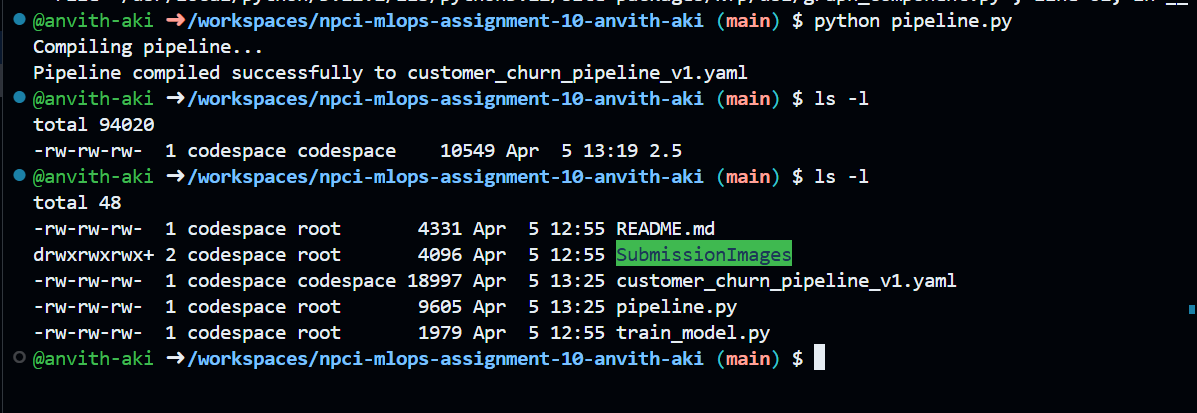 @anvith-aki ➜/workspaces/npci-mlops-assignment-10-anvith-aki (main) $ python pipeline.py
Compiling pipeline...
Pipeline compiled successfully to customer_churn_pipeline_v1.yaml
@anvith-aki ➜/workspaces/npci-mlops-assignment-10-anvith-aki (main) $ ls -l
total 94020
-rw-rw-rw-  1 codespace codespace    10549 Apr  5 13:19 2.5
@anvith-aki ➜/workspaces/npci-mlops-assignment-10-anvith-aki (main) $ ls -l
total 48
-rw-rw-rw-  1 codespace root       4331 Apr  5 12:55 README.md
drwxrwxrwx+ 2 codespace root       4096 Apr  5 12:55 SubmissionImages
-rw-rw-rw-  1 codespace codespace 18997 Apr  5 13:25 customer_churn_pipeline_v1.yaml
-rw-rw-rw-  1 codespace root       9605 Apr  5 13:25 pipeline.py
-rw-rw-rw-  1 codespace root       1979 Apr  5 12:55 train_model.py
@anvith-aki ➜/workspaces/npci-mlops-assignment-10-anvith-aki (main) $